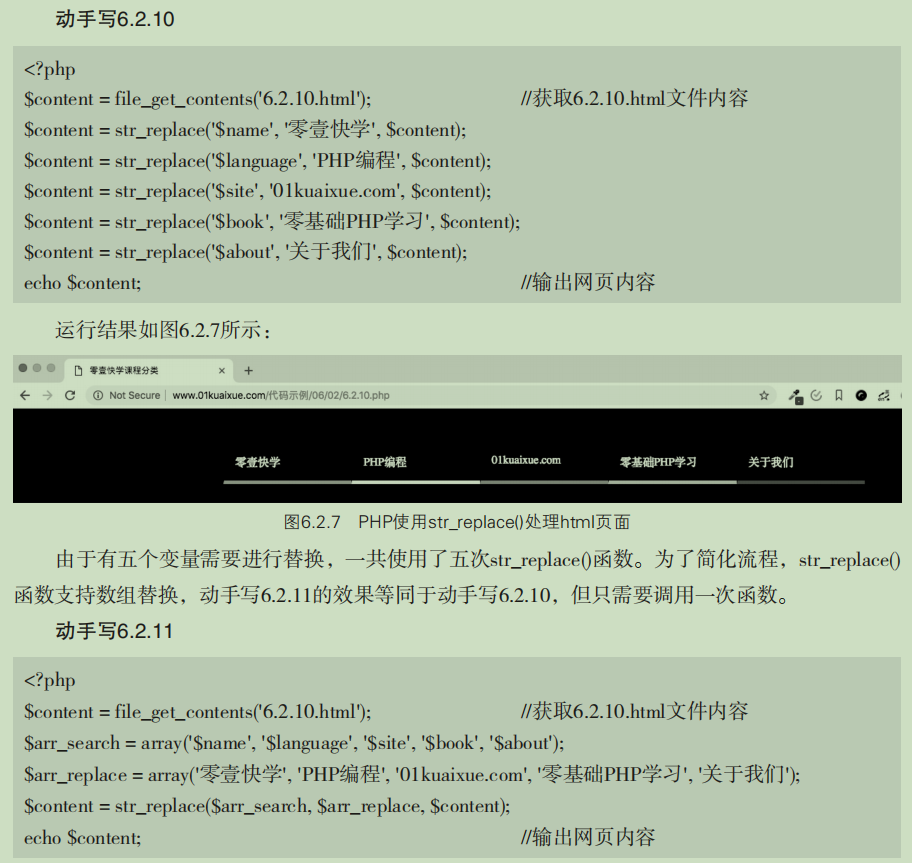 动手写6.2.10
<?php
$content = file_get_contents('6.2.10.html'); //获取6.2.10.html文件内容
$content = str_replace('$name', '零壹快学', $content);
$content = str_replace('$language', 'PHP编程', $content);
$content = str_replace('$site', '01kuaixue.com', $content);
$content = str_replace('$book', '零基础PHP学习', $content);
$content = str_replace('$about', '关于我们', $content);
echo $content; //输出网页内容
运行结果如图6.2.7所示：
零壹快学课程分类
Not Secure | www.01kuaixue.com/代码示例/06/02/6.2.10.php
零壹快学 PHP编程 01kuaixue.com 零基础PHP学习 关于我们
图6.2.7 PHP使用str_replace()处理html页面
由于有五个变量需要进行替换，一共使用了五次str_replace()函数。为了简化流程，str_replace()
函数支持数组替换，动手写6.2.11的效果等同于动手写6.2.10，但只需要调用一次函数。
动手写6.2.11
<?php
$content = file_get_contents('6.2.10.html'); //获取6.2.10.html文件内容
$arr_search = array('$name', '$language', '$site', '$book', '$about');
$arr_replace = array('零壹快学', 'PHP编程', '01kuaixue.com', '零基础PHP学习', '关于我们');
$content = str_replace($arr_search, $arr_replace, $content);
echo $content; //输出网页内容